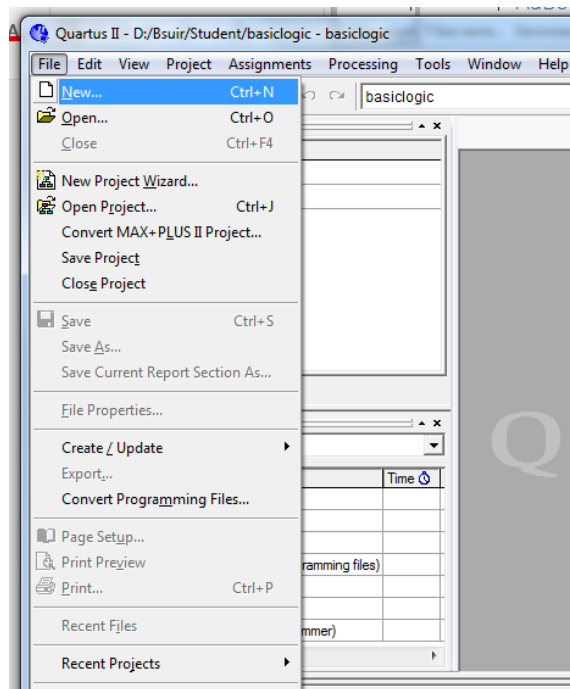 Quartus II - D:/Bsuir/Student/basiclogic - basiclogic
File Edit View Project Assignments Processing Tools Window Help
New... Ctrl+N
basiclogic
Open... Ctrl+O
Close Ctrl+F4
New Project Wizard...
Open Project... Ctrl+J
Convert MAX+PLUS II Project...
Save Project
Close Project
Save Ctrl+S
Save As...
Save Current Report Section As...
File Properties...
Create / Update
Export...
Time
Convert Programming Files...
Page Setup...
Print Preview
ramming files)
Print... Ctrl+P
Recent Files
mmer)
Recent Projects
Q